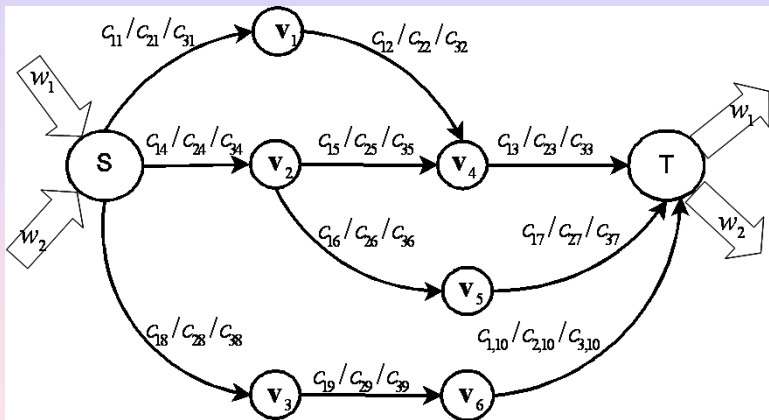 c₁₁/c₂₁/c₃₁
v₁
c₁₂/c₂₂/c₃₂
w₁
w₁
S
c₁₄/c₂₄/c₃₄
v₂
c₁₅/c₂₅/c₃₅
v₄
c₁₃/c₂₃/c₃₃
T
w₂
c₁₆/c₂₆/c₃₆
c₁₇/c₂₇/c₃₇
w₂
v₅
c₁₈/c₂₈/c₃₈
c₁,₁₀/c₂,₁₀/c₃,₁₀
v₃
c₁₉/c₂₉/c₃₉
v₆